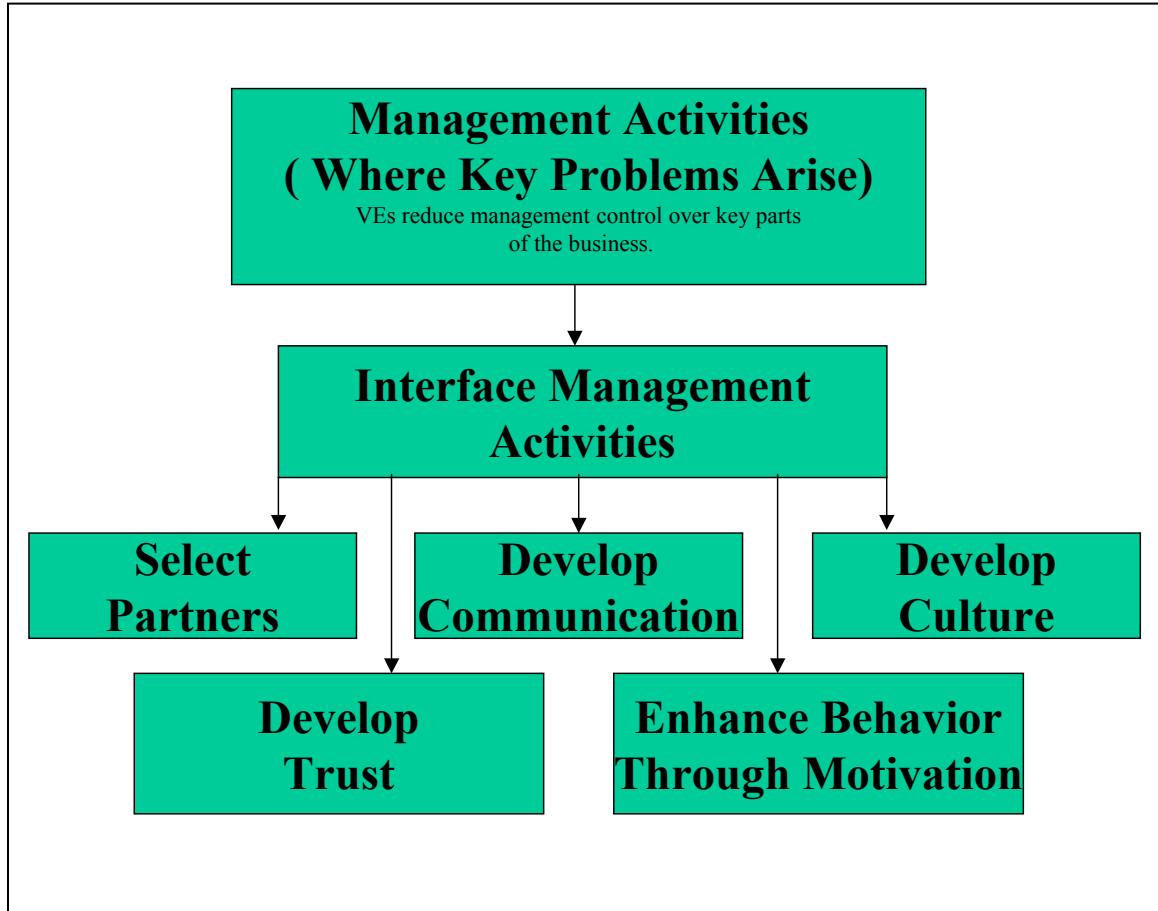 Management Activities
( Where Key Problems Arise)
VEs reduce management control over key parts
of the business.
Interface Management
Activities
Select
Partners
Develop
Communication
Develop
Culture
Develop
Trust
Enhance Behavior
Through Motivation